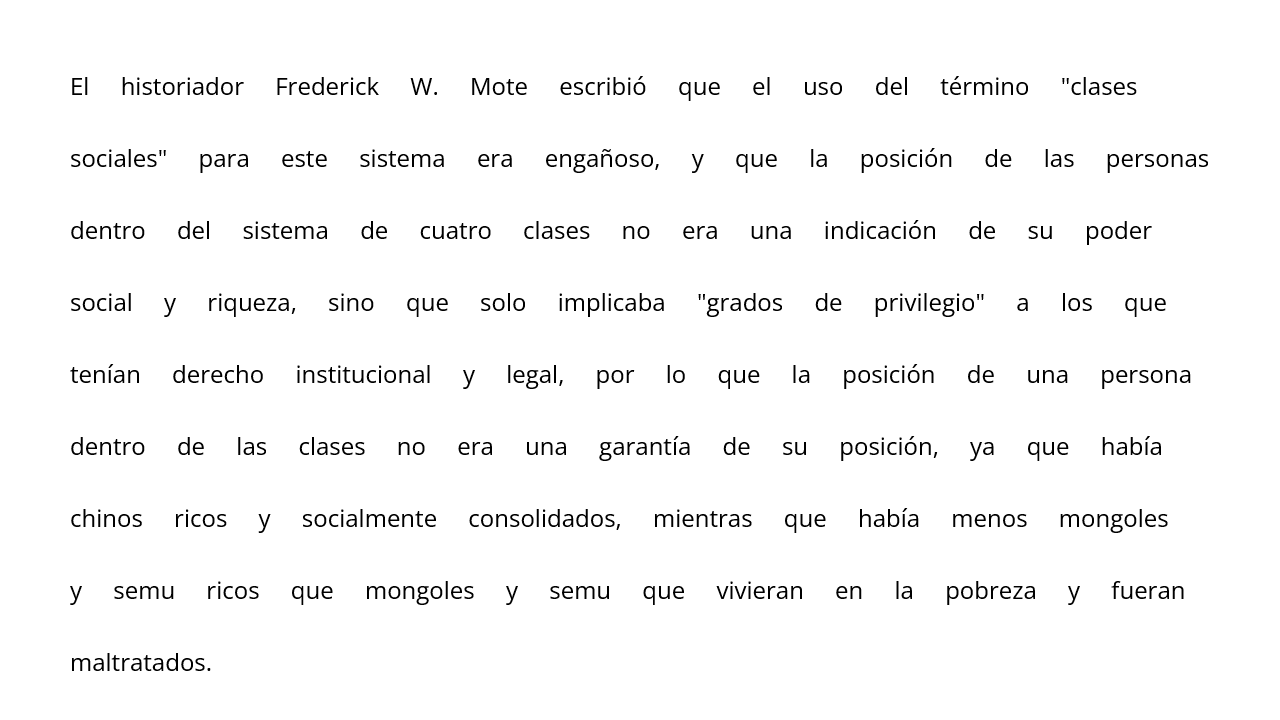 El historiador Frederick W. Mote escribió que el uso del término "clases
sociales" para este sistema era engañoso, y que la posición de las personas
dentro del sistema de cuatro clases no era una indicación de su poder
social y riqueza, sino que solo implicaba "grados de privilegio" a los que
tenían derecho institucional y legal, por lo que la posición de una persona
dentro de las clases no era una garantía de su posición, ya que había
chinos ricos y socialmente consolidados, mientras que había menos mongoles
y semu ricos que mongoles y semu que vivieran en la pobreza y fueran
maltratados.